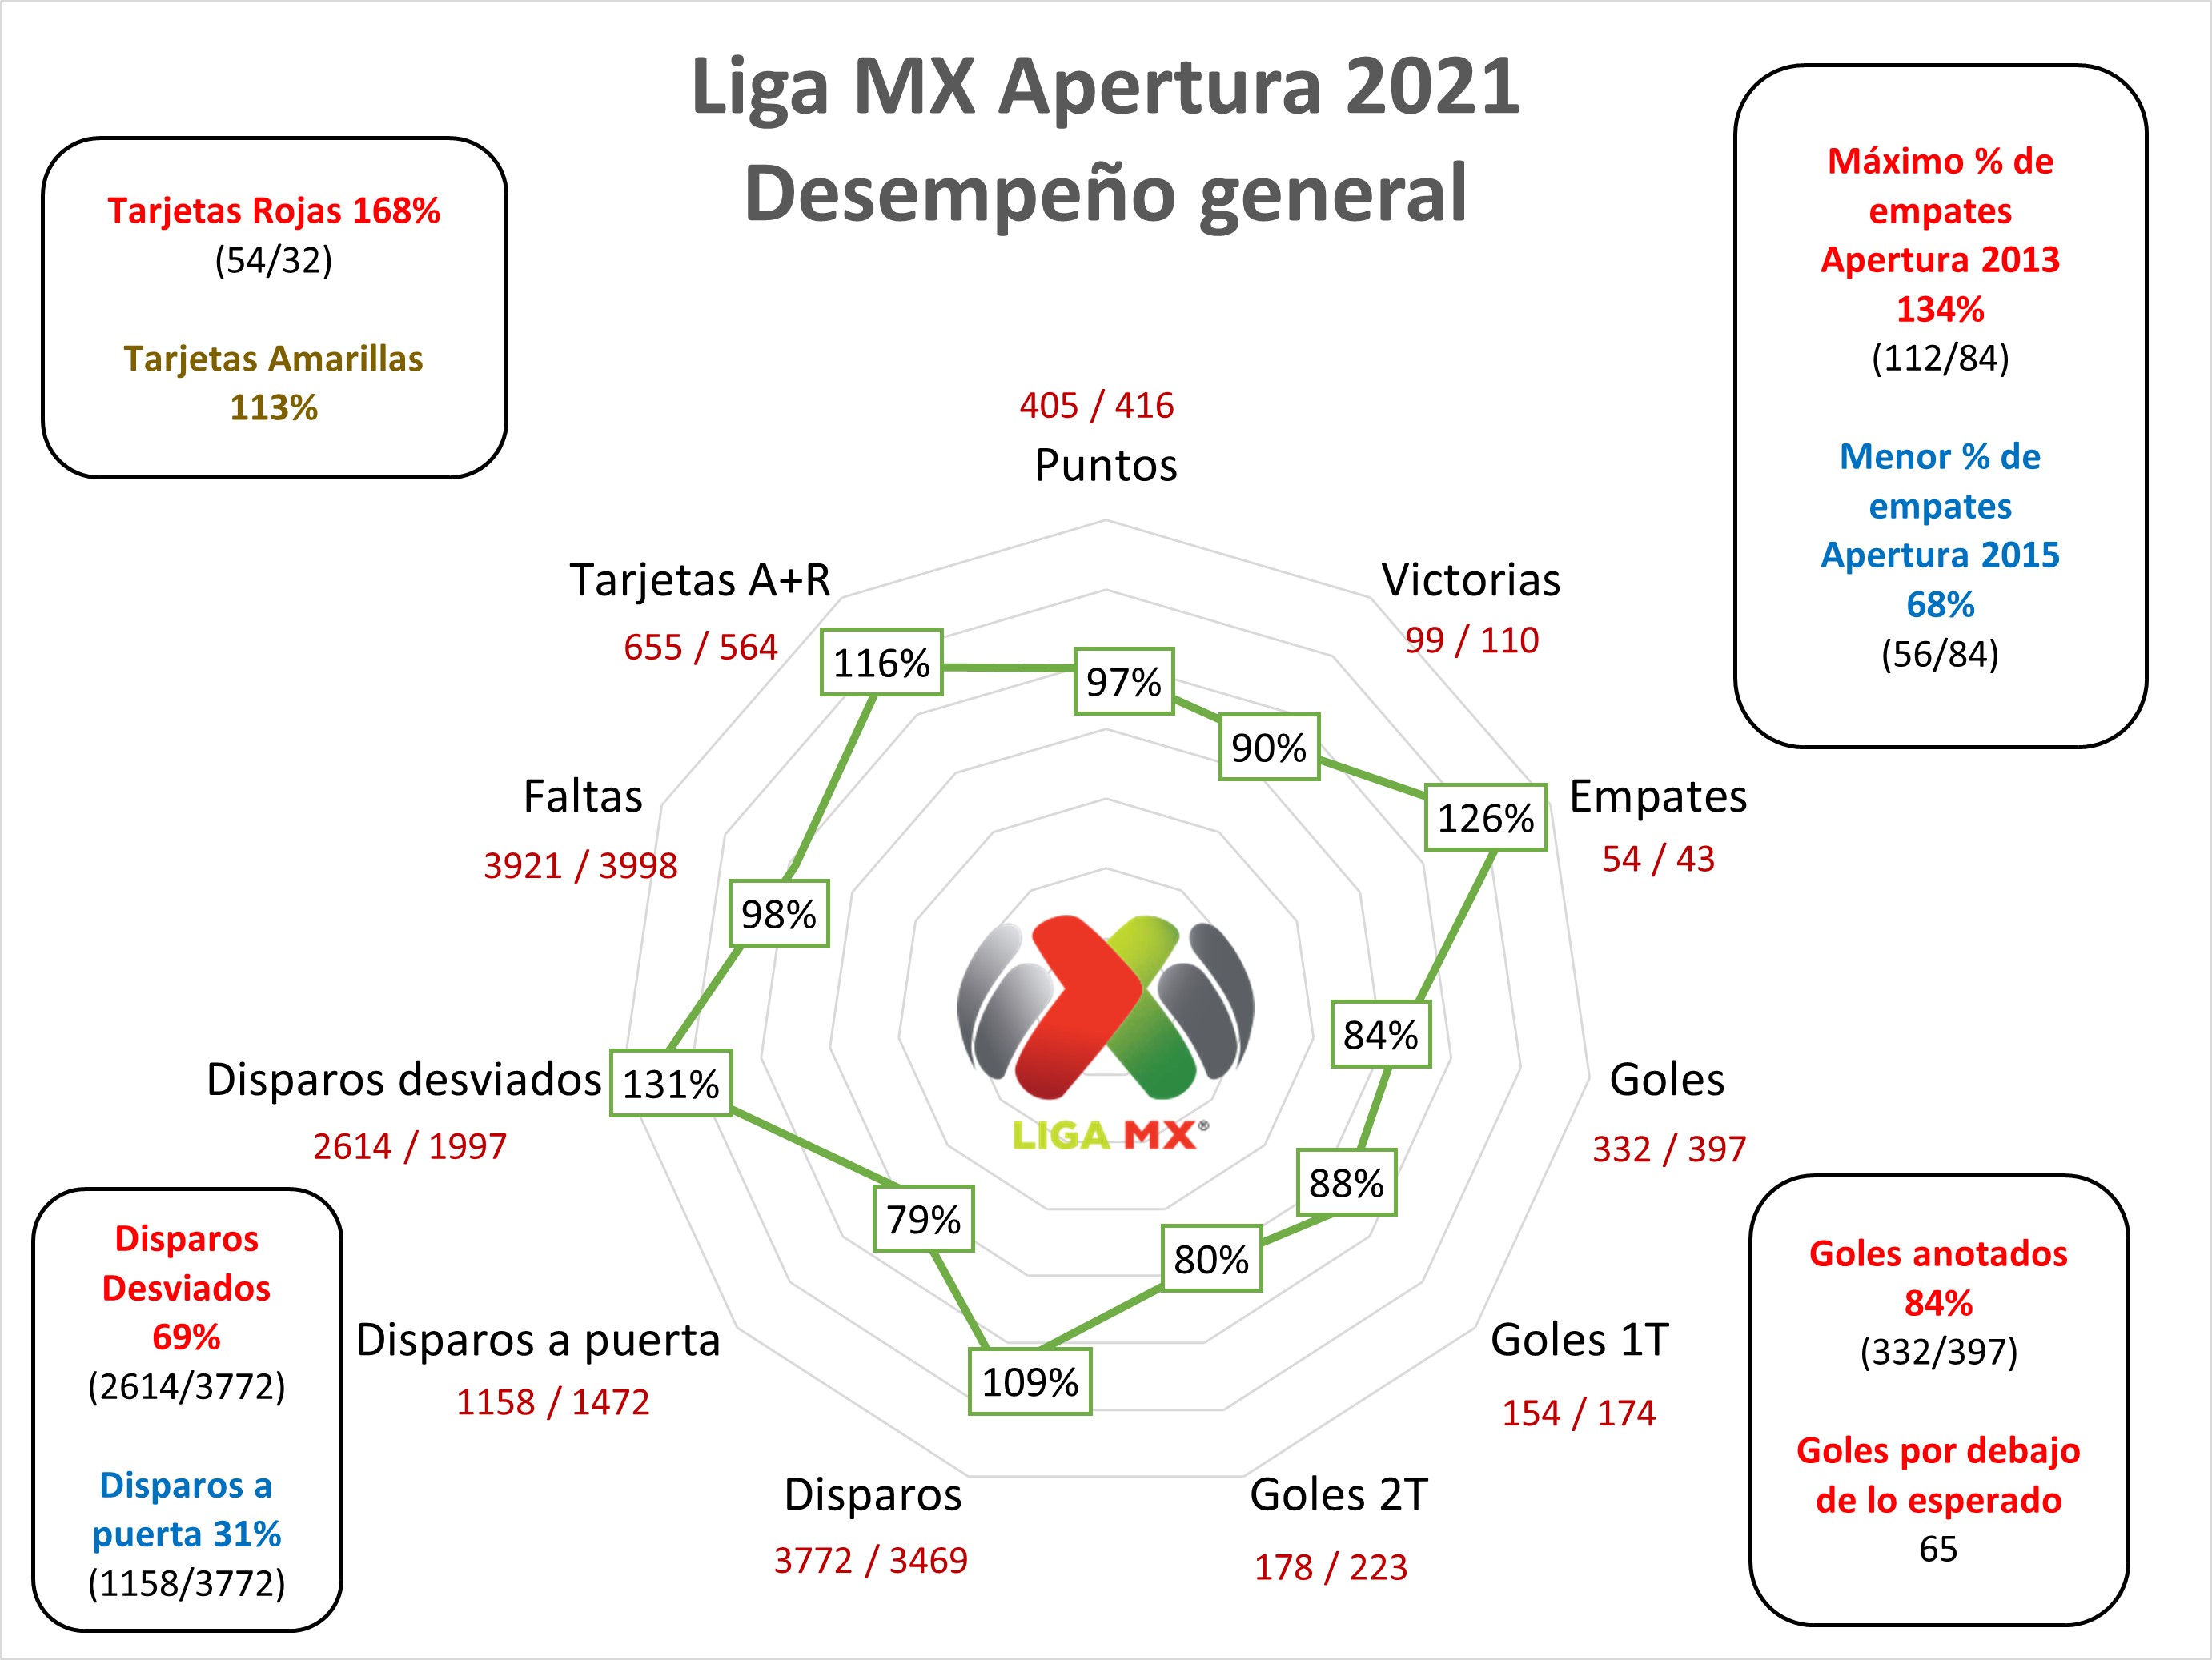 Liga MX Apertura 2021
Desempeño general
Tarjetas Rojas 168%
(54/32)
Tarjetas Amarillas
113%
Máximo % de
empates
Apertura 2013
134%
(112/84)
Menor % de
empates
Apertura 2015
68%
(56/84)
405 / 416
Puntos
97%
Victorias
99 / 110
90%
Empates
54 / 43
126%
Goles
332 / 397
84%
Goles 1T
154 / 174
88%
Goles 2T
178 / 223
80%
Disparos
3772 / 3469
109%
Disparos a puerta
1158 / 1472
79%
Disparos desviados
2614 / 1997
131%
Faltas
3921 / 3998
98%
Tarjetas A+R
655 / 564
116%
LIGA MX®
Disparos
Desviados
69%
(2614/3772)
Disparos a
puerta 31%
(1158/3772)
Goles anotados
84%
(332/397)
Goles por debajo
de lo esperado
65